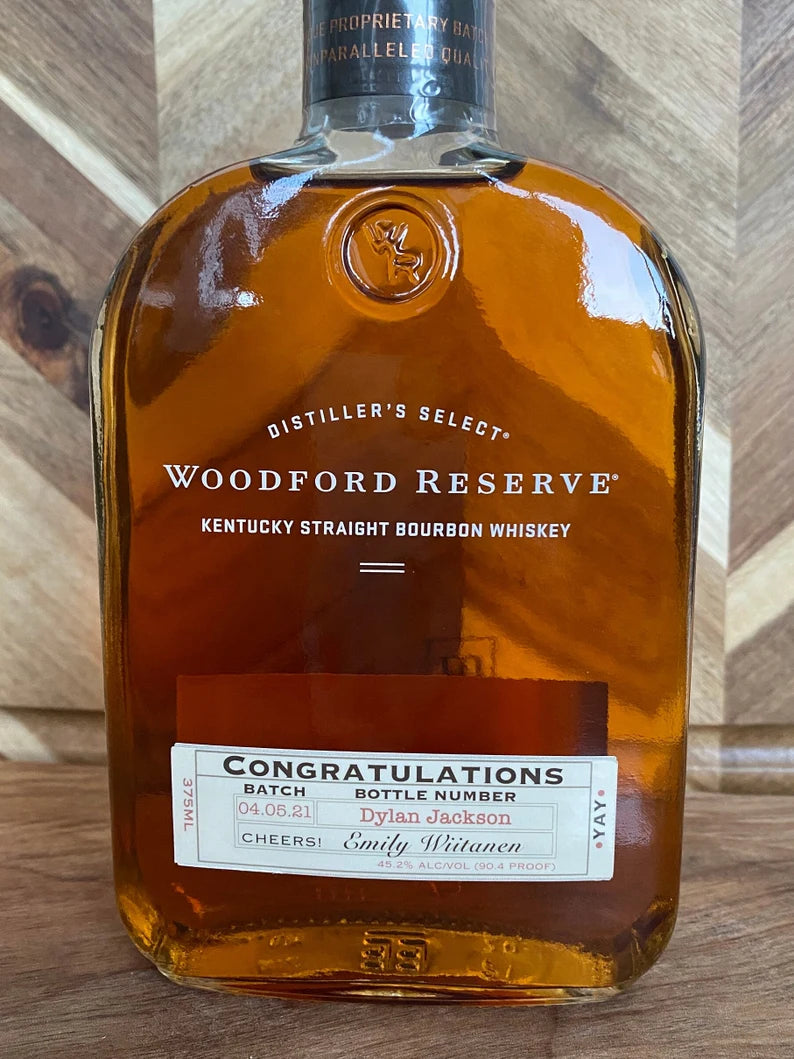 PROPRIETARY
DISTILLER'S SELECT®
WOODFORD RESERVE®
KENTUCKY STRAIGHT BOURBON WHISKEY
375ML
CONGRATULATIONS
BATCH BOTTLE NUMBER
04.05.21 Dylan Jackson
CHEERS! Emily Wiitanen
45.2% ALC/VOL (90.4 PROOF)
•YAY•